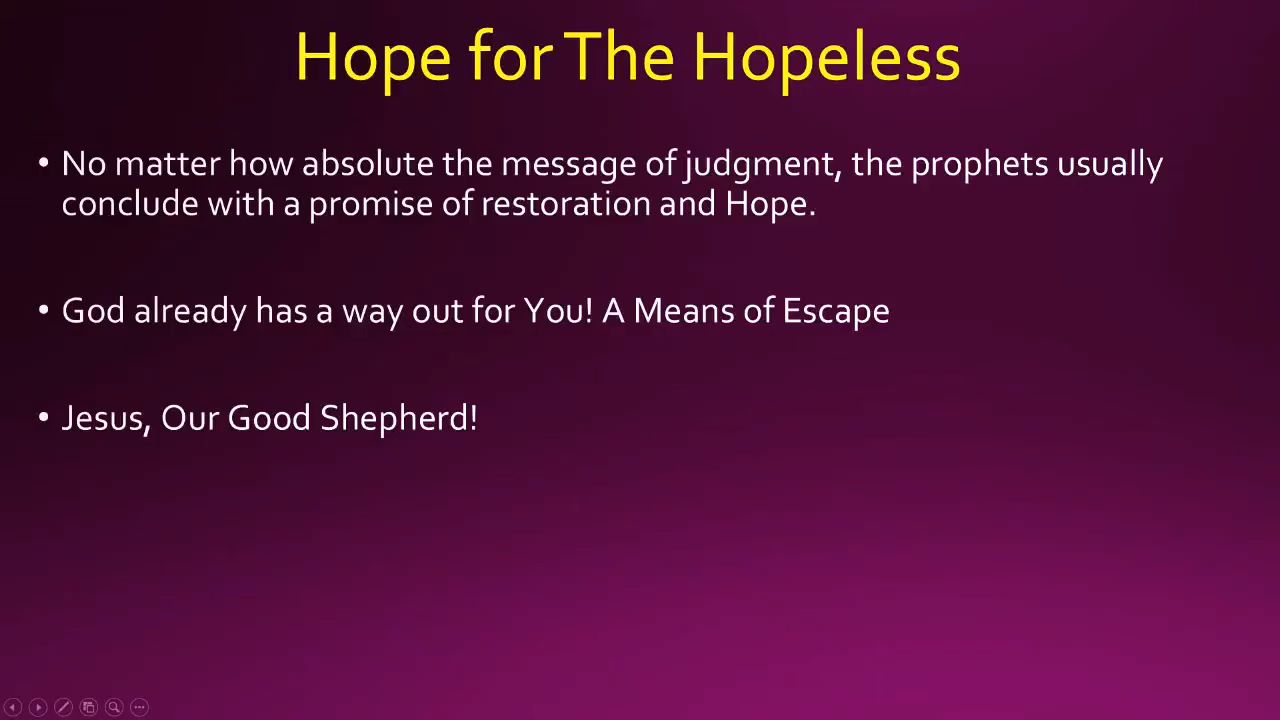 Hope for The Hopeless
• No matter how absolute the message of judgment, the prophets usually
conclude with a promise of restoration and Hope.
• God already has a way out for You! A Means of Escape
• Jesus, Our Good Shepherd!